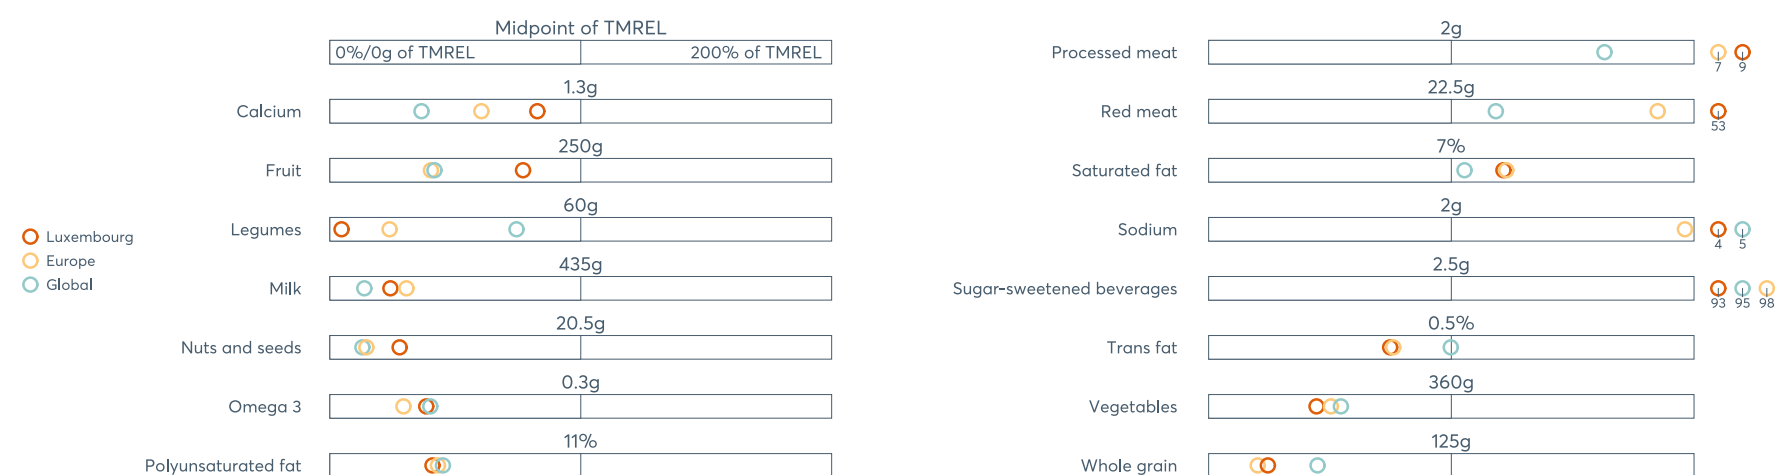 Midpoint of TMREL
0%/0g of TMREL 200% of TMREL
1.3g
Calcium
250g
Fruit
60g
Legumes
435g
Milk
20.5g
Nuts and seeds
0.3g
Omega 3
11%
Polyunsaturated fat
Luxembourg
Europe
Global
2g
Processed meat
7 9
22.5g
Red meat
53
7%
Saturated fat
2g
Sodium
4 5
2.5g
Sugar-sweetened beverages
93 95 98
0.5%
Trans fat
360g
Vegetables
125g
Whole grain